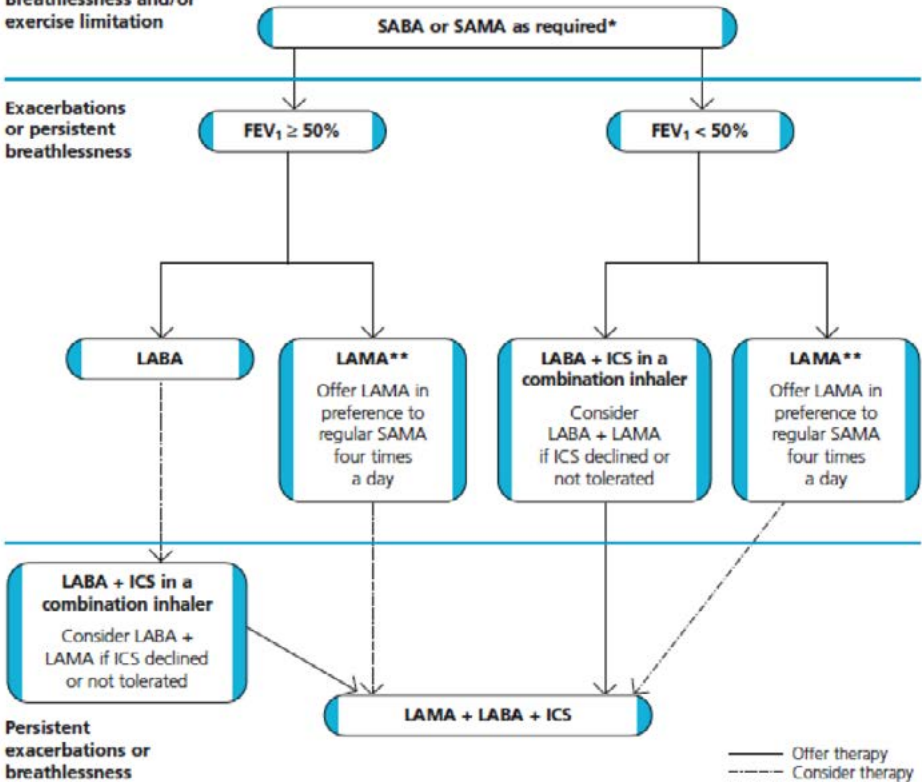 Breathlessness and/or
exercise limitation
SABA or SAMA as required*
Exacerbations
or persistent
breathlessness
FEV₁ ≥ 50%
FEV₁ < 50%
LABA
LAMA**
Offer LAMA in
preference to
regular SAMA
four times
a day
LABA + ICS in a
combination inhaler
Consider
LABA + LAMA
if ICS declined or
not tolerated
LAMA**
Offer LAMA in
preference to
regular SAMA
four times
a day
LABA + ICS in a
combination inhaler
Consider LABA +
LAMA if ICS declined
or not tolerated
LAMA + LABA + ICS
Persistent
exacerbations or
breathlessness
Offer therapy
Consider therapy